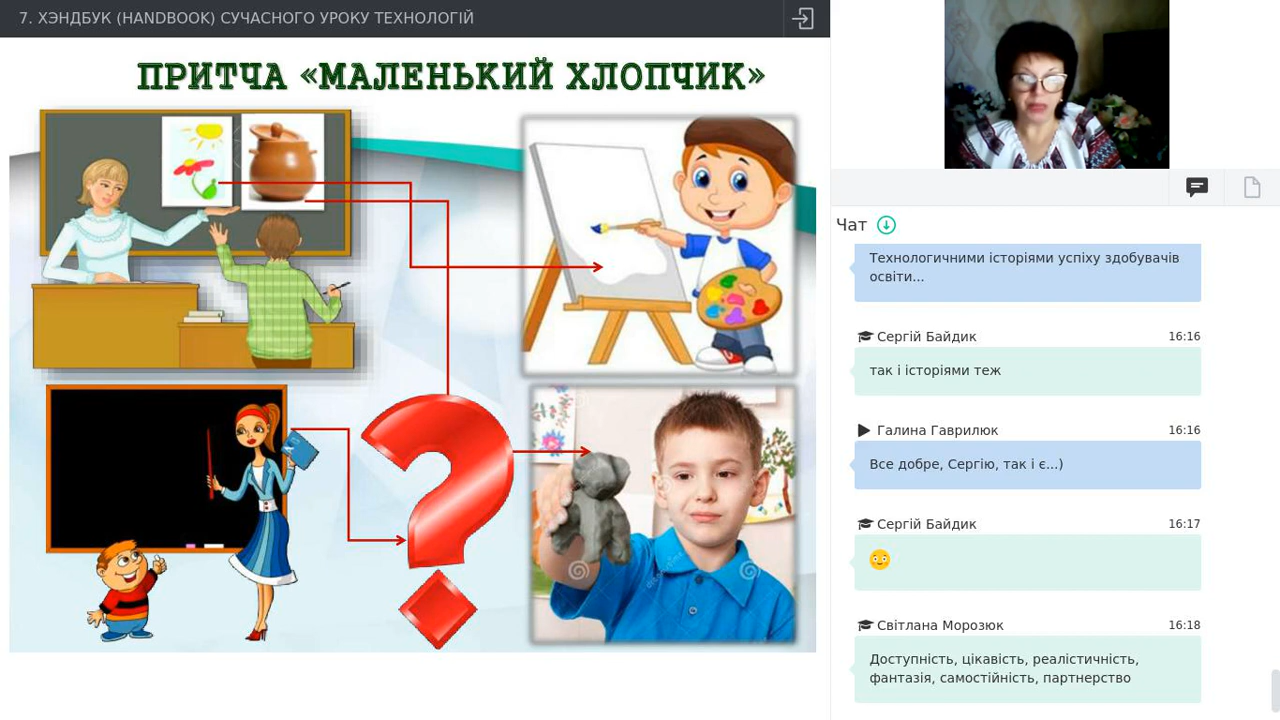 7. ХЭНДБУК (HANDBOOK) СУЧАСНОГО УРОКУ ТЕХНОЛОГІЙ
ПРИТЧА «МАЛЕНЬКИЙ ХЛОПЧИК»
Чат
Технологичними історіями успіху здобувачів
освіти...
Сергій Байдик 16:16
так і історіями теж
Галина Гаврилюк 16:16
Все добре, Сергію, так і є...)
Сергій Байдик 16:17
😳
Світлана Морозюк 16:18
Доступність, цікавість, реалістичність,
фантазія, самостійність, партнерство